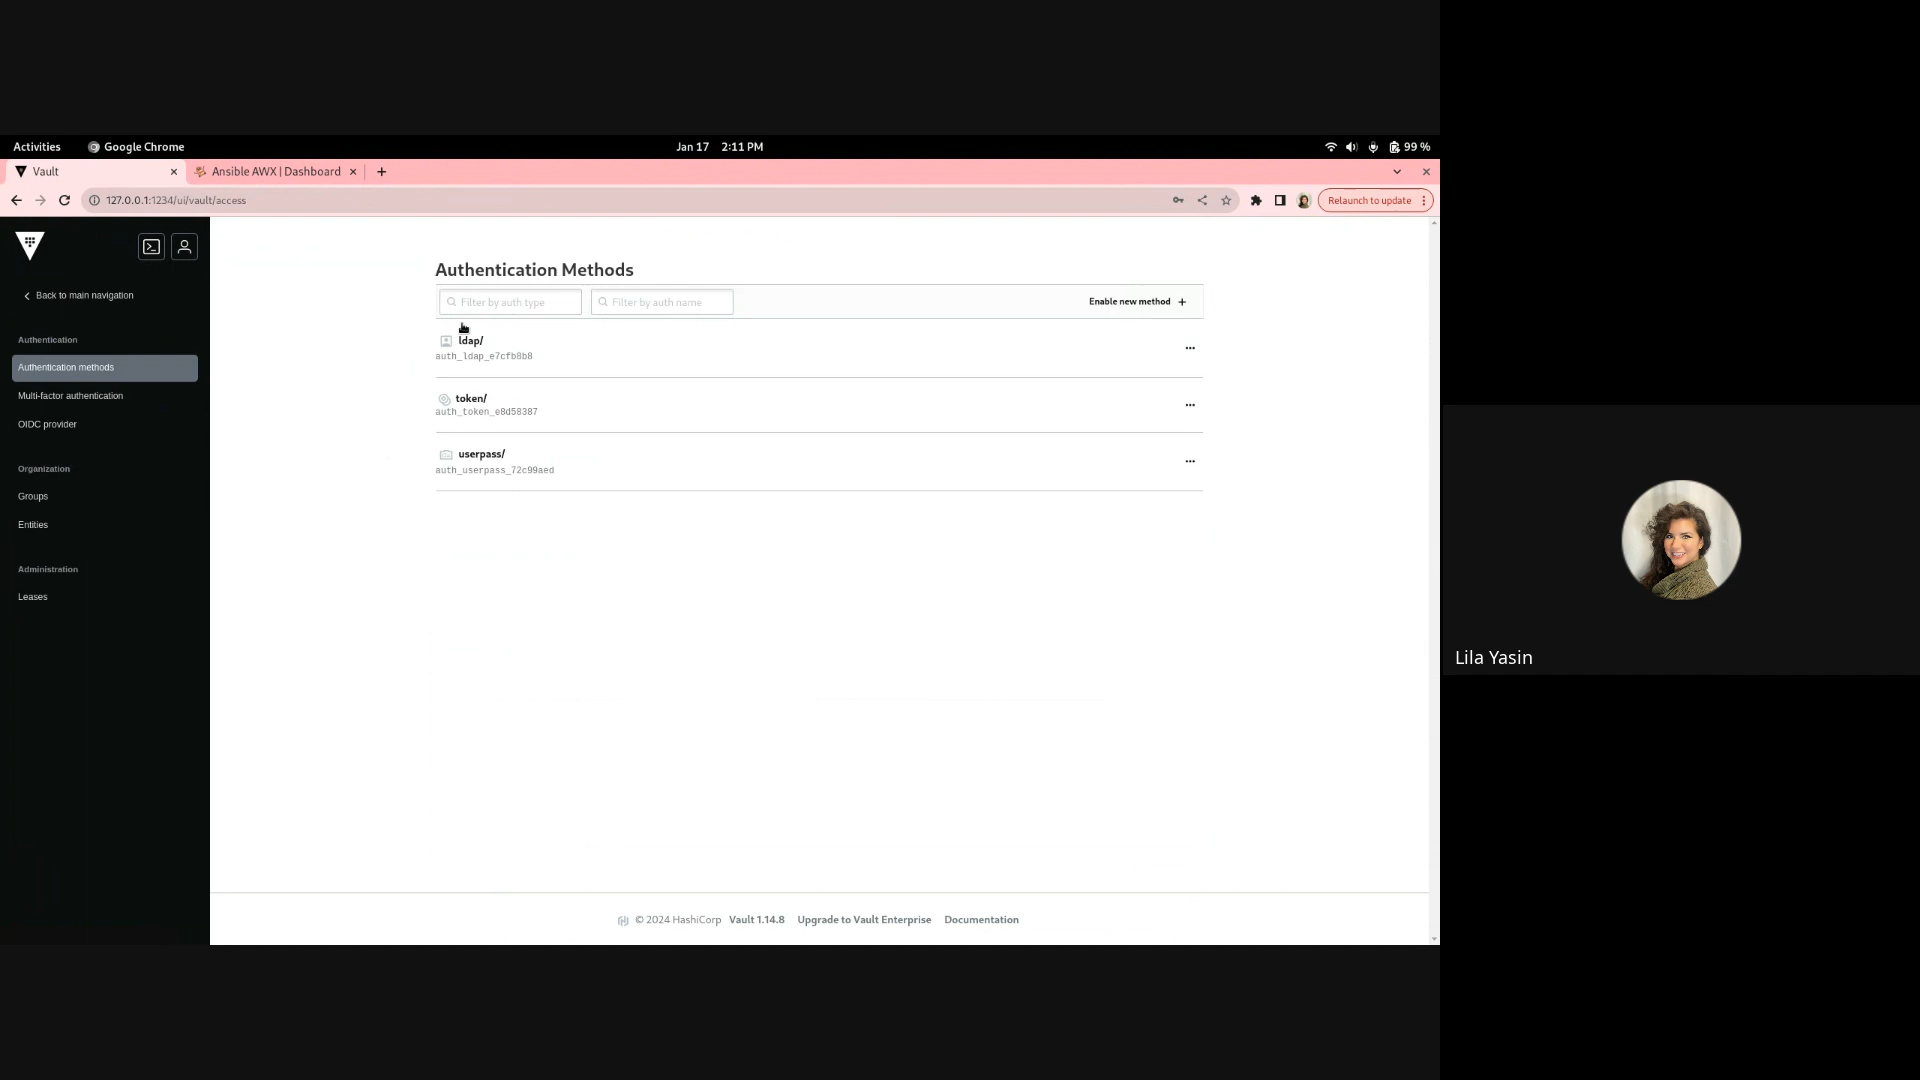 Activities
Google Chrome
Jan 17 2:11 PM
99 %
Vault
Ansible AWX | Dashboard
127.0.0.1:1234/ui/vault/access
Relaunch to update
Back to main navigation
Authentication
Authentication methods
Multi-factor authentication
OIDC provider
Organization
Groups
Entities
Administration
Leases
Authentication Methods
Filter by auth type
Filter by auth name
Enable new method +
ldap/
auth_ldap_e7cfb8b8
token/
auth_token_e8d58387
userpass/
auth_userpass_72c99aed
© 2024 HashiCorp Vault 1.14.8 Upgrade to Vault Enterprise Documentation
Lila Yasin